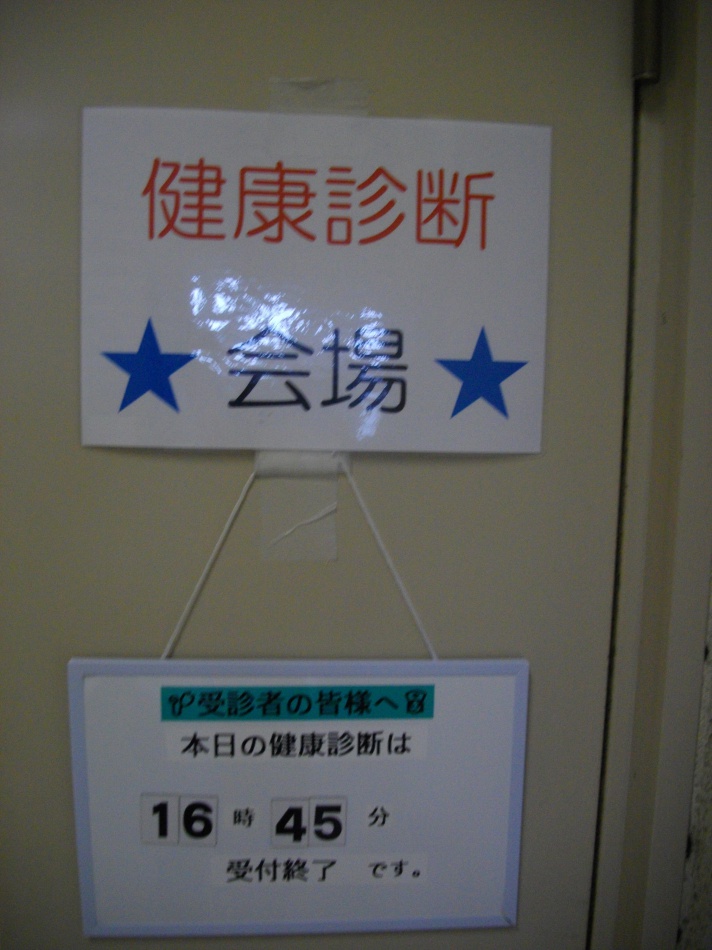 健康診断
会場
受診者の皆様へ
本日の健康診断は
16時45分
受付終了 です。